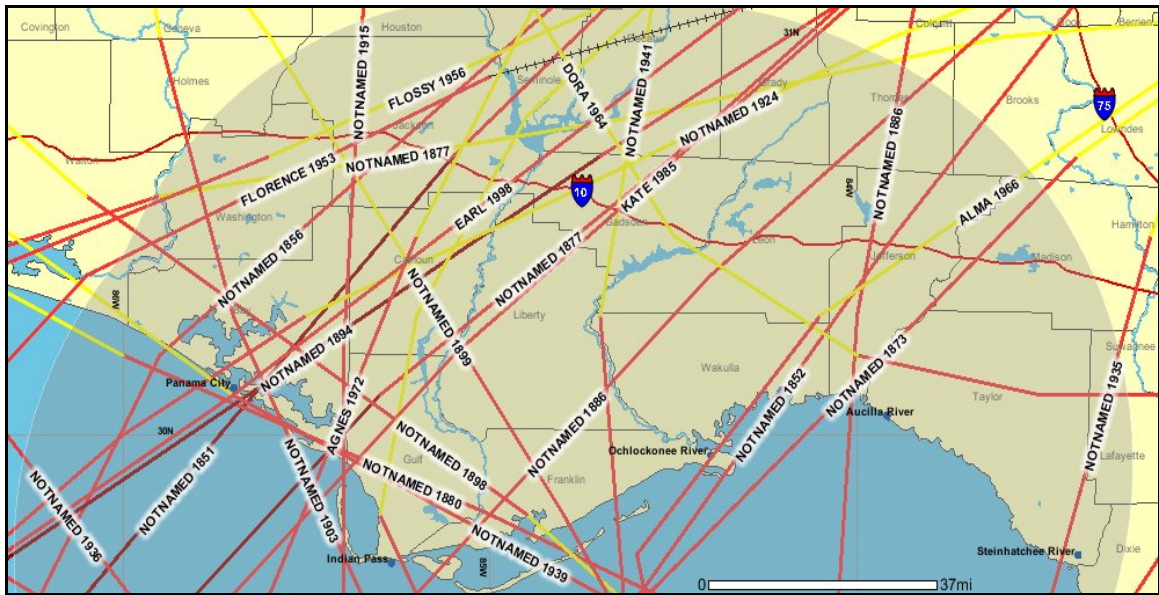 Covington
Geneva
Houston
Colquitt
Cook
Berrien
31N
Holmes
Seminole
Grady
Thomas
Brooks
75
Lowndes
NOTNAMED 1915
FLOSSY 1956
DORA 1964
NOTNAMED 1941
NOTNAMED 1924
NOTNAMED 1886
Jackson
Walton
FLORENCE 1953
NOTNAMED 1877
10
KATE 1985
84W
ALMA 1966
Washington
EARL 1998
Gadsden
Leon
Jefferson
Madison
Hamilton
NOTNAMED 1856
Calhoun
NOTNAMED 1877
86W
Bay
Liberty
NOTNAMED 1899
NOTNAMED 1894
Suwannee
Wakulla
NOTNAMED 1873
NOTNAMED 1852
NOTNAMED 1935
Panama City
AGNES 1972
NOTNAMED 1886
Taylor
Aucilla River
30N
Gulf
NOTNAMED 1898
Ochlockonee River
Lafayette
NOTNAMED 1851
NOTNAMED 1903
NOTNAMED 1880
Franklin
NOTNAMED 1936
NOTNAMED 1939
Indian Pass
85W
Steinhatchee River
Dixie
0
37mi